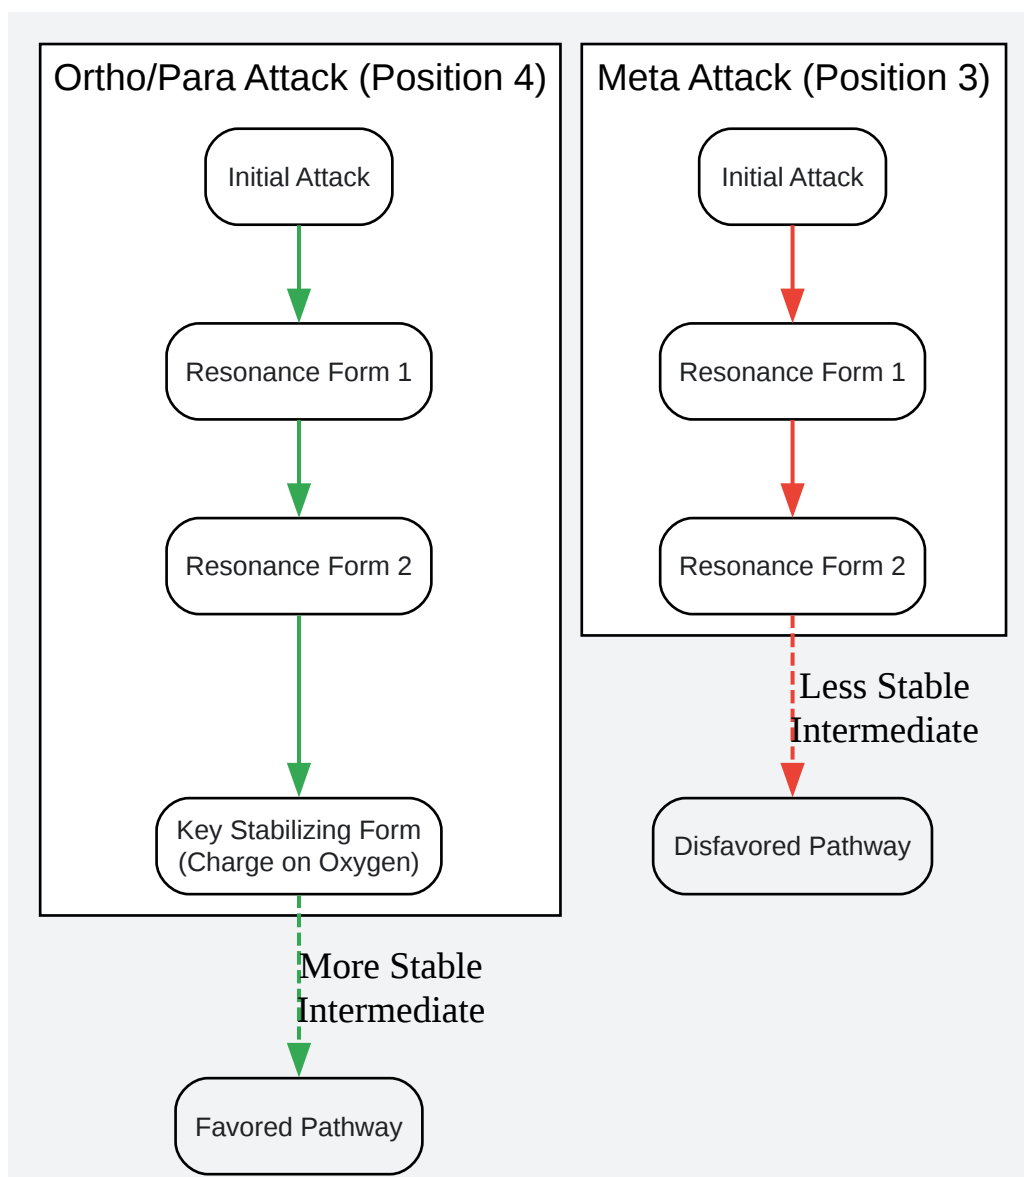 Ortho/Para Attack (Position 4)
Initial Attack
Resonance Form 1
Resonance Form 2
Key Stabilizing Form
(Charge on Oxygen)
More Stable
Intermediate
Favored Pathway
Meta Attack (Position 3)
Initial Attack
Resonance Form 1
Resonance Form 2
Less Stable
Intermediate
Disfavored Pathway